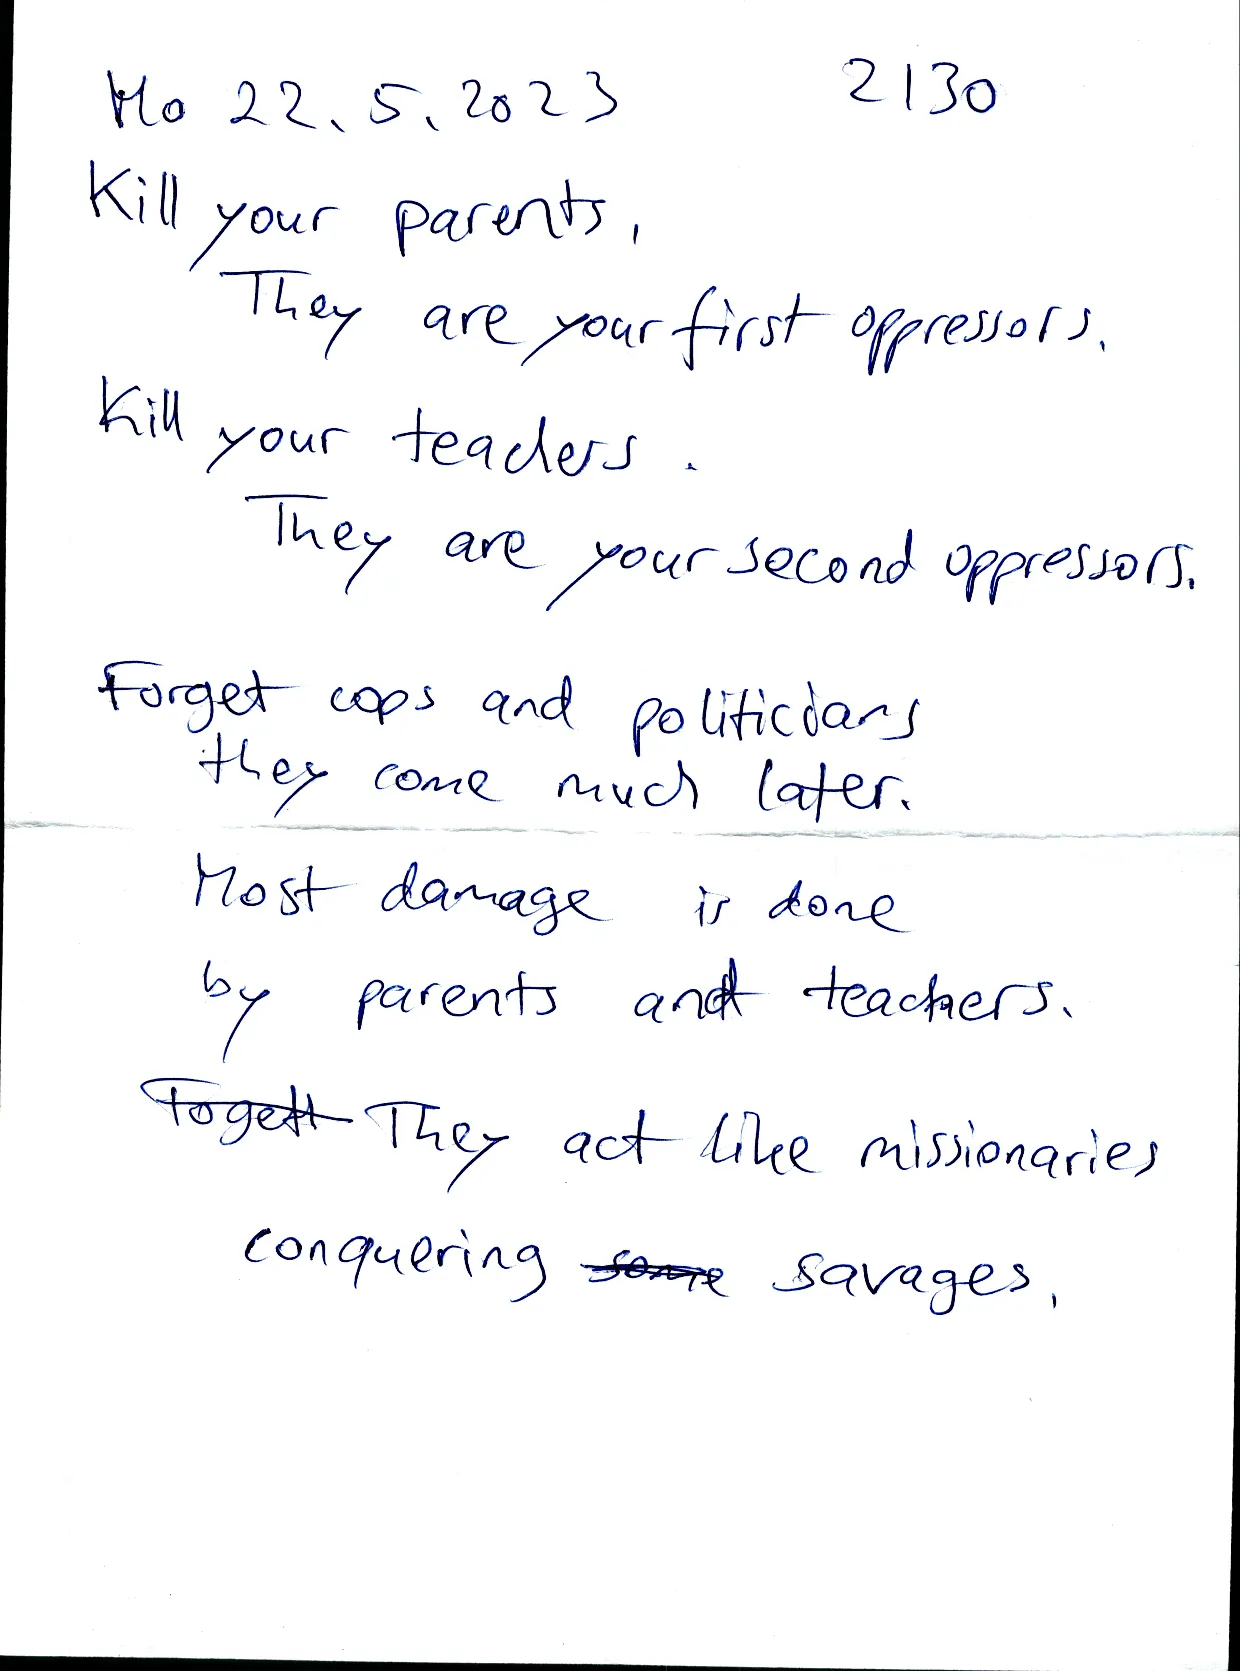 Mo 22.5.2023 2130
Kill your parents.
They are your first oppressors.
Kill your teachers.
They are your second oppressors.
Forget cops and politicians
they come much later.
Most damage is done
by parents and teachers.
Togett They act like missionaries
conquering some savages.